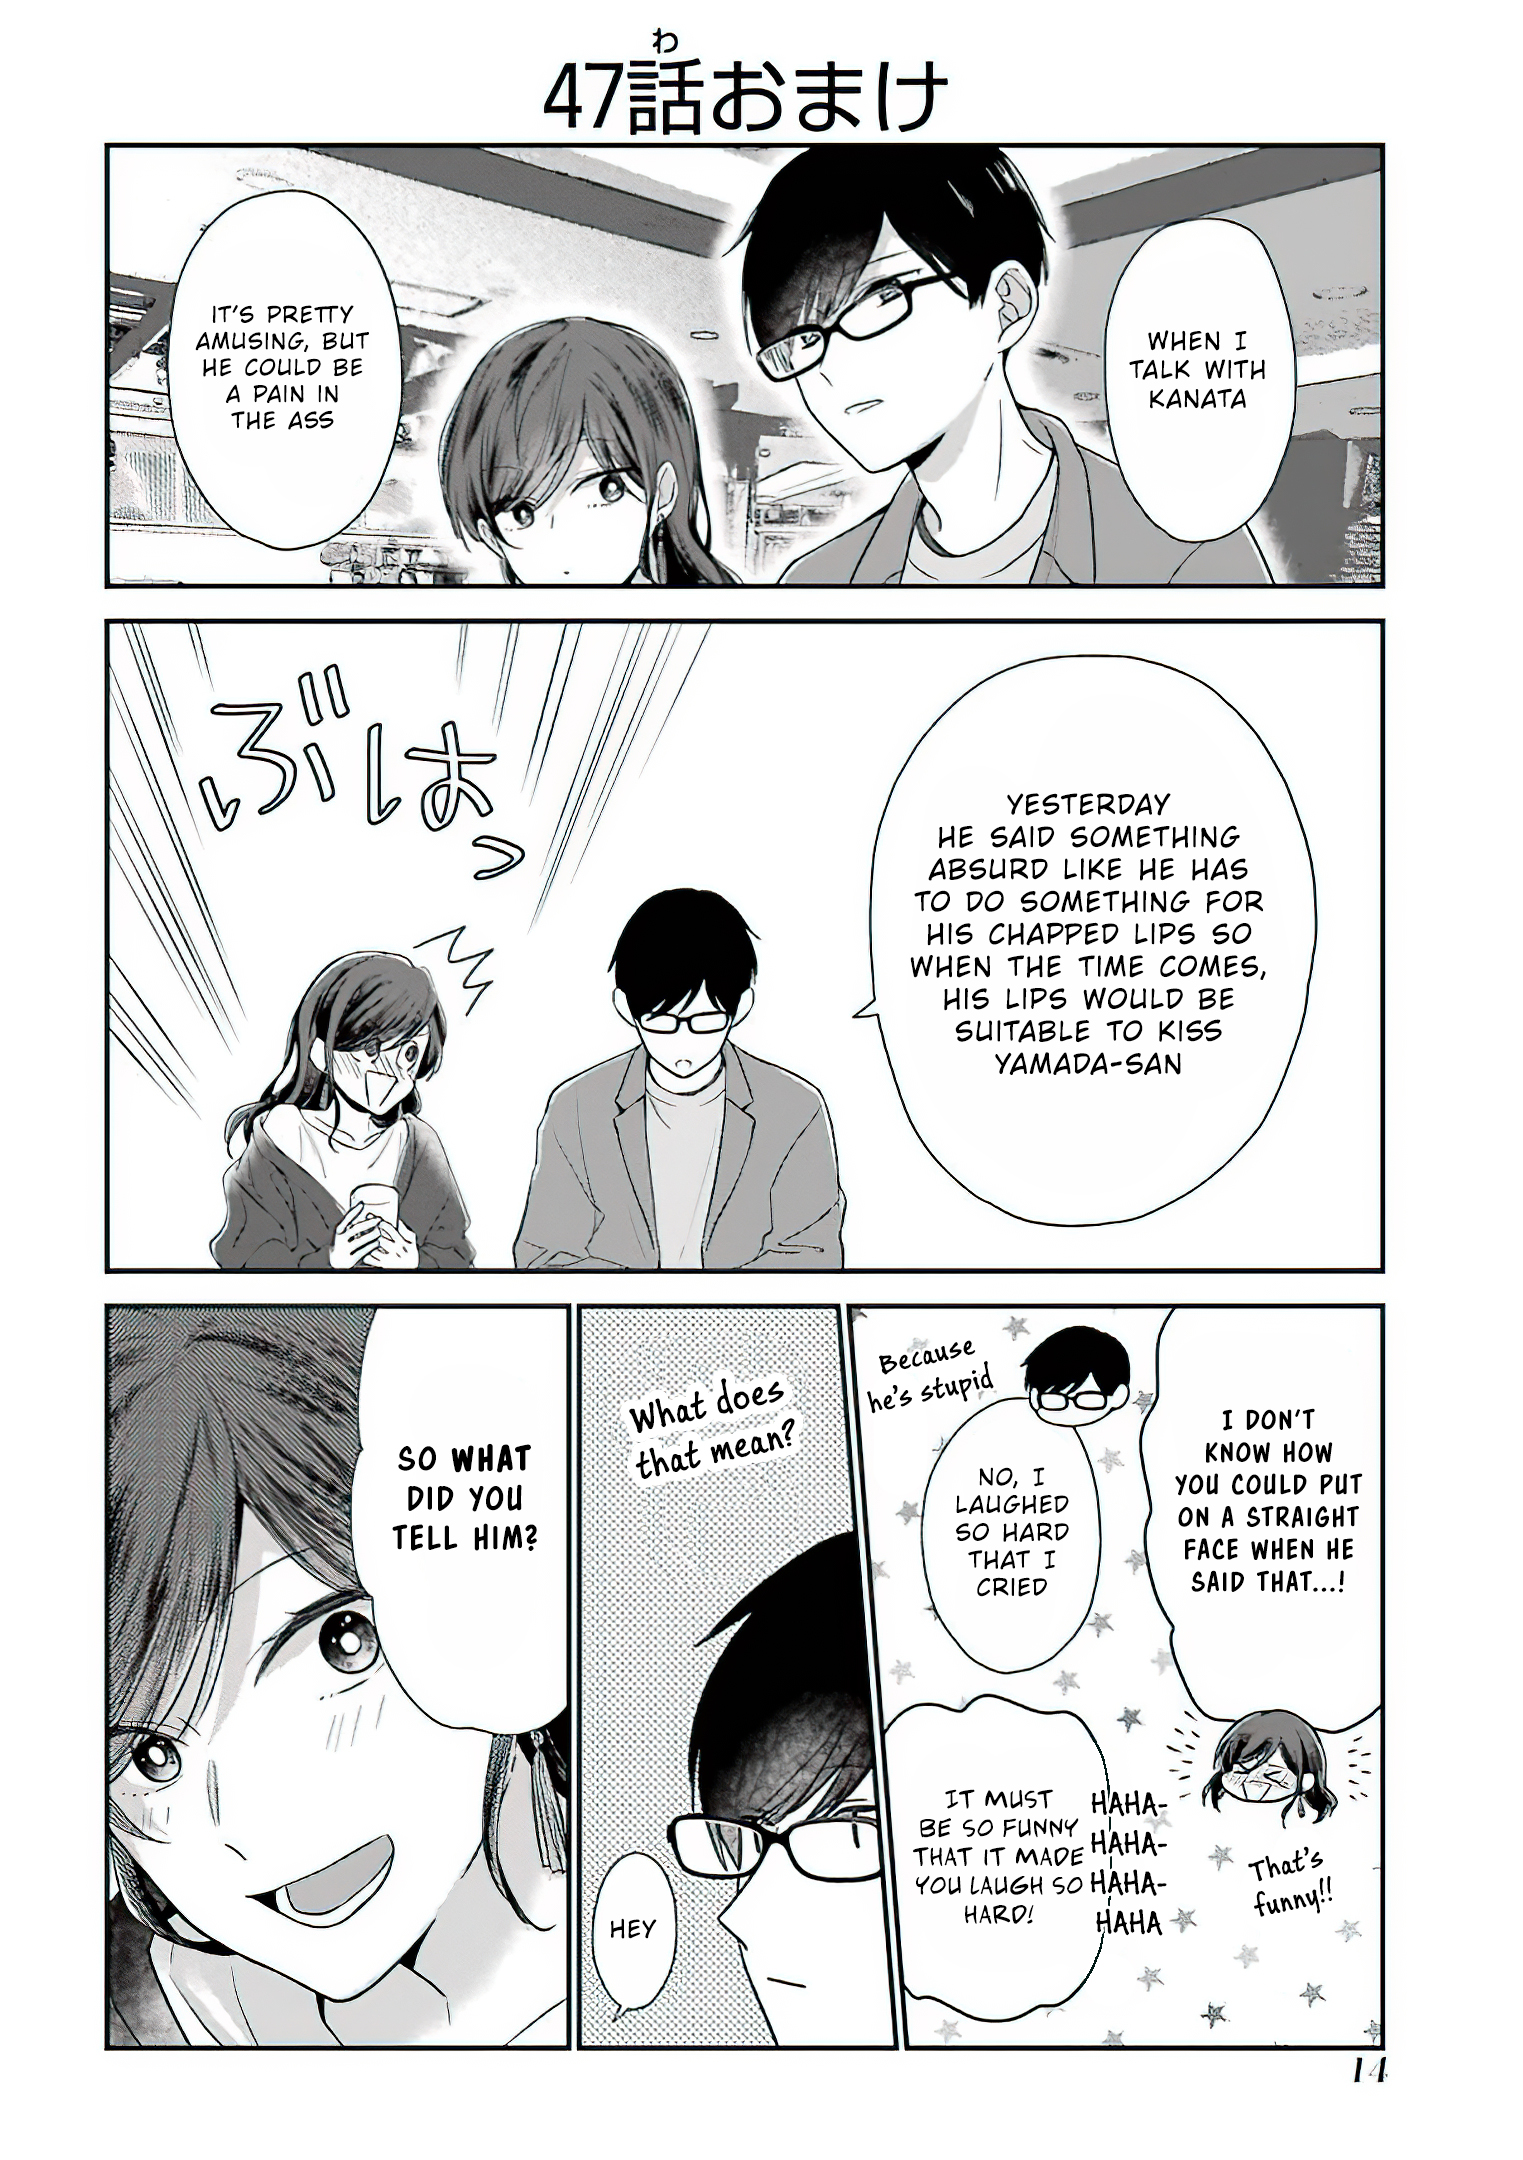 わ
47話おまけ
WHEN I
TALK WITH
KANATA
IT'S PRETTY
AMUSING, BUT
HE COULD BE
A PAIN IN
THE ASS
YESTERDAY
HE SAID SOMETHING
ABSURD LIKE HE HAS
TO DO SOMETHING FOR
HIS CHAPPED LIPS SO
WHEN THE TIME COMES,
HIS LIPS WOULD BE
SUITABLE TO KISS
YAMADA-SAN
ぶはっ
I DON'T
KNOW HOW
YOU COULD PUT
ON A STRAIGHT
FACE WHEN HE
SAID THAT...!
Because
he's stupid
NO, I
LAUGHED
SO HARD
THAT I
CRIED
That's
funny!!
HAHA-
HAHA-
HAHA-
HAHA
IT MUST
BE SO FUNNY
THAT IT MADE
YOU LAUGH SO
HARD!
What does
that mean?
HEY
SO WHAT
DID YOU
TELL HIM?
14